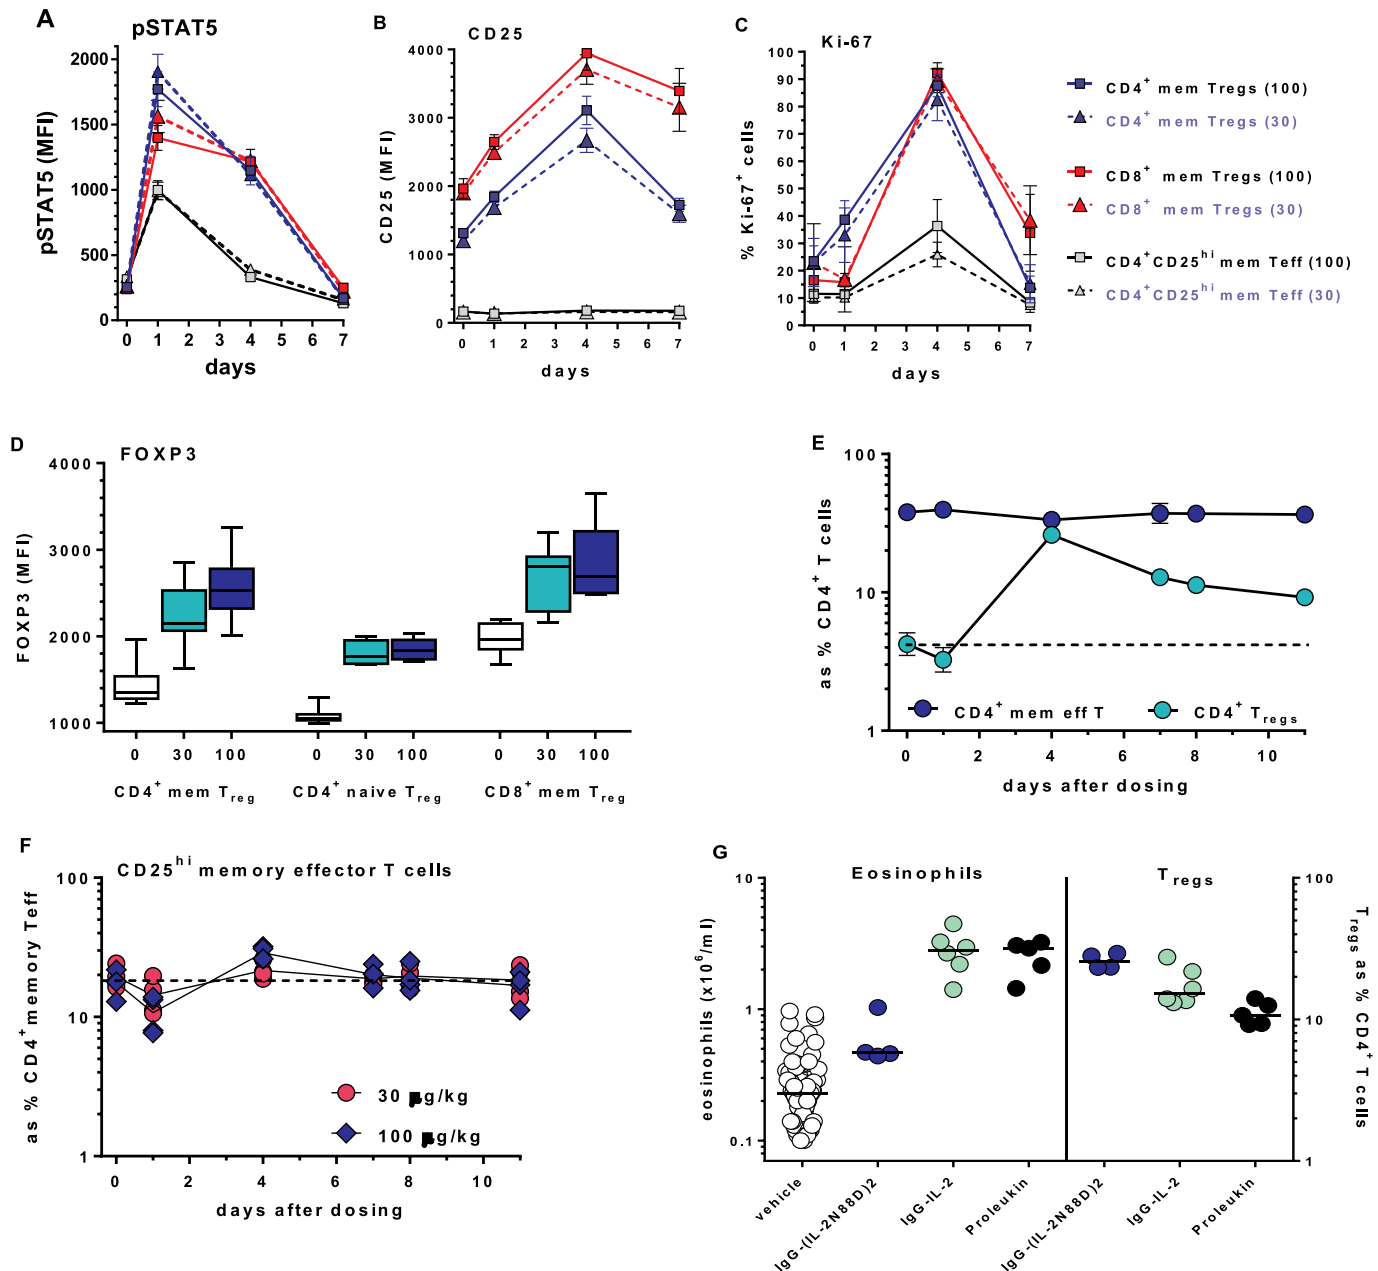 A
pSTAT5
pSTAT5 (MFI)
2000
1500
1000
500
0
0 1 2 3 4 5 6 7
days
B
CD25
CD25 (MFI)
4000
3000
2000
1000
0
0 1 2 3 4 5 6 7
days
C
Ki-67
% Ki-67+ cells
100
90
80
70
60
50
40
30
20
10
0
0 1 2 3 4 5 6 7
days
CD4+ mem Tregs (100)
CD4+ mem Tregs (30)
CD8+ mem Tregs (100)
CD8+ mem Tregs (30)
CD4+CD25hi mem Teff (100)
CD4+CD25hi mem Teff (30)
D
FOXP3
FOXP3 (MFI)
4000
3000
2000
1000
0 30 100 0 30 100 0 30 100
CD4+ mem Treg CD4+ naive Treg CD8+ mem Treg
E
as % CD4+ T cells
100
10
1
CD4+ mem eff T CD4+ Tregs
0 2 4 6 8 10
days after dosing
F
CD25hi memory effector T cells
as % CD4+memory Teff
100
10
1
30 μg/kg
100 μg/kg
0 2 4 6 8 10
days after dosing
G
Eosinophils Tregs
eosinophils (x10^6/ml)
10
1
0.1
Tregs as % CD4+ T cells
100
10
1
vehicle
IgG-(IL-2N88D)2
IgG-IL-2
Proleukin
IgG-(IL-2N88D)2
IgG-IL-2
Proleukin